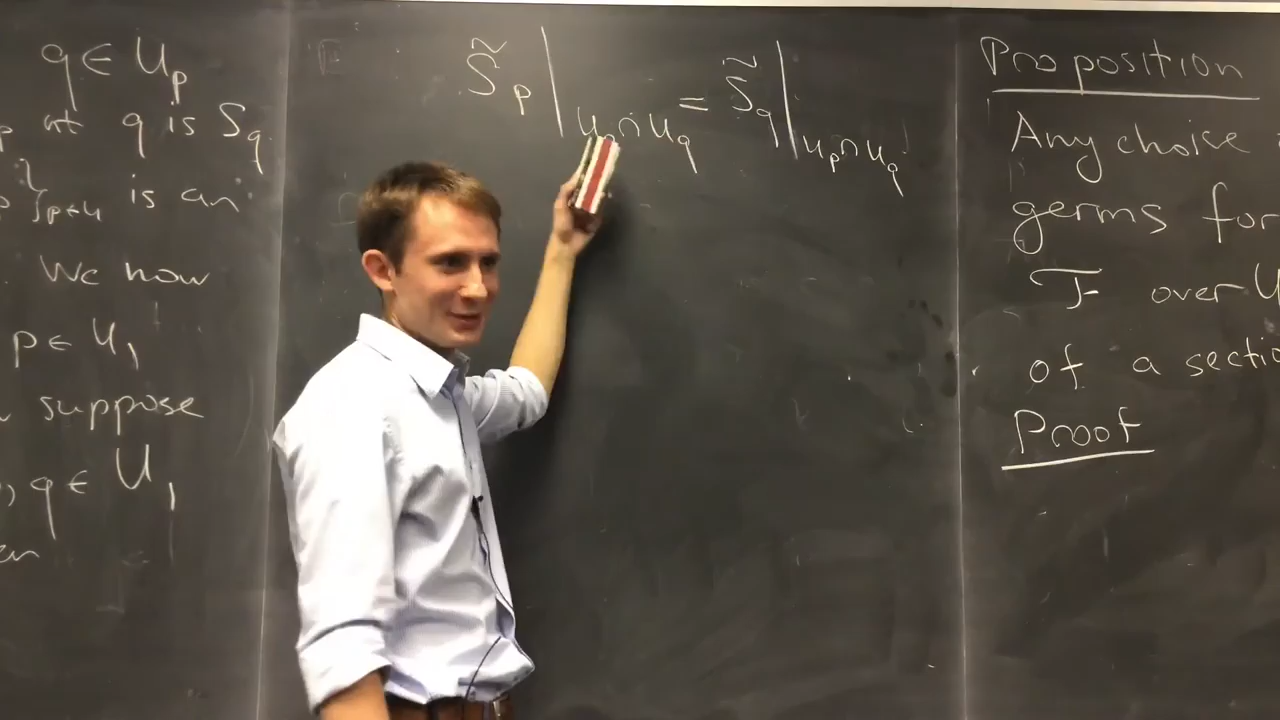 q ∈ U_p
at q is S_q
}_{p∈U} is an
We now
p ∈ U_1
suppose
q ∈ U_1
S̃_p |_{U_p∩U_q} = S̃_q |_{U_p∩U_q}
Proposition
Any choice
germs for
F over U
of a sectio
Proof